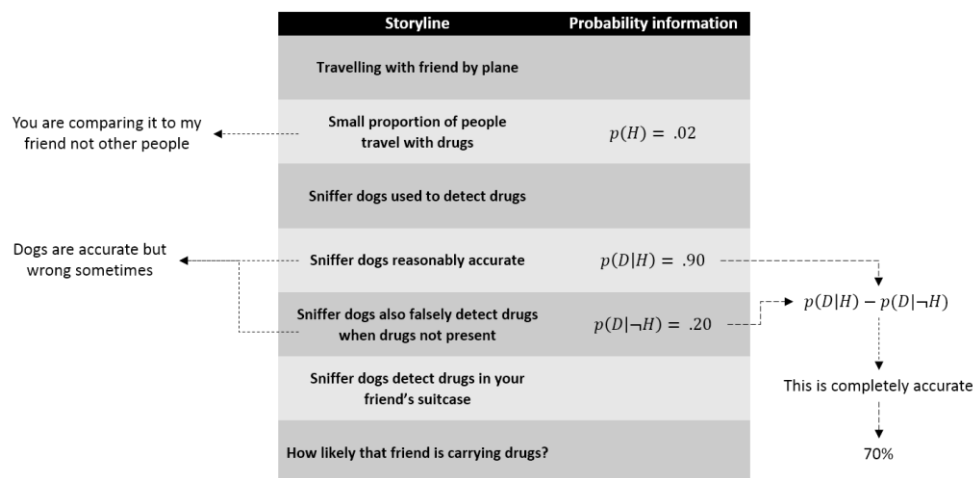 Storyline Probability information
Travelling with friend by plane
You are comparing it to my
friend not other people
Small proportion of people
travel with drugs
p(H) = .02
Sniffer dogs used to detect drugs
Dogs are accurate but
wrong sometimes
Sniffer dogs reasonably accurate
p(D|H) = .90
Sniffer dogs also falsely detect drugs
when drugs not present
p(D|¬H) = .20
p(D|H) − p(D|¬H)
Sniffer dogs detect drugs in your
friend's suitcase
This is completely accurate
How likely that friend is carrying drugs?
70%